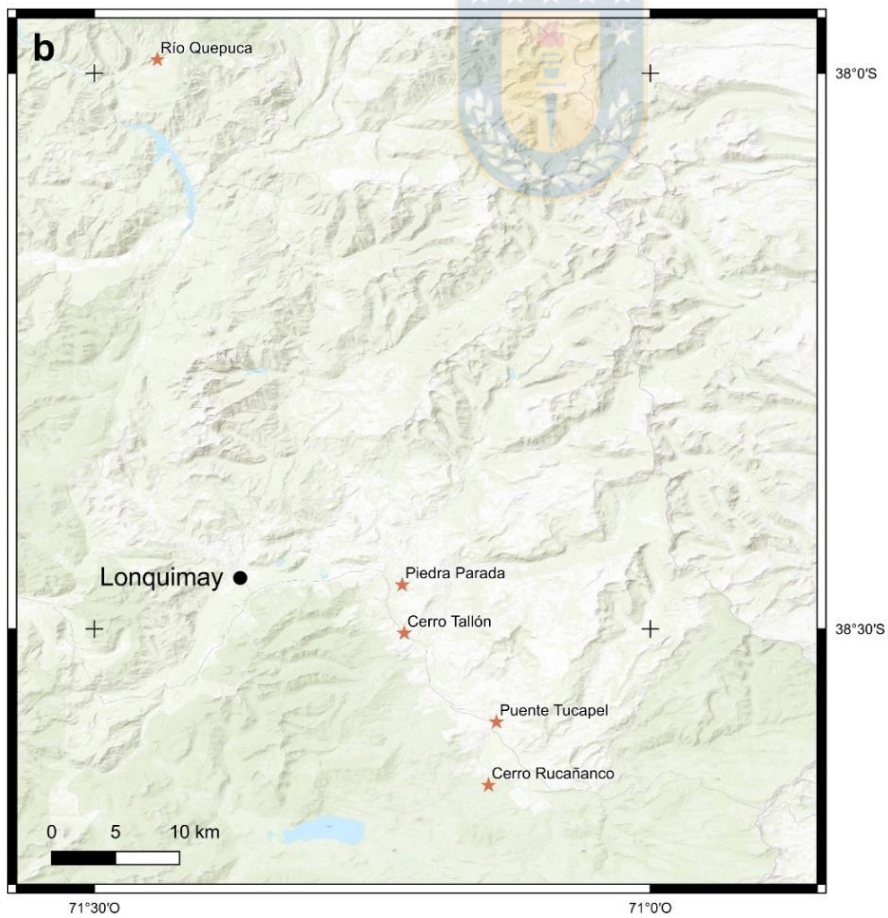 b
Río Quepuca
38°0'S
Lonquimay
Piedra Parada
Cerro Tallón
38°30'S
Puente Tucapel
Cerro Rucañanco
0 5 10 km
71°30'O 71°0'O